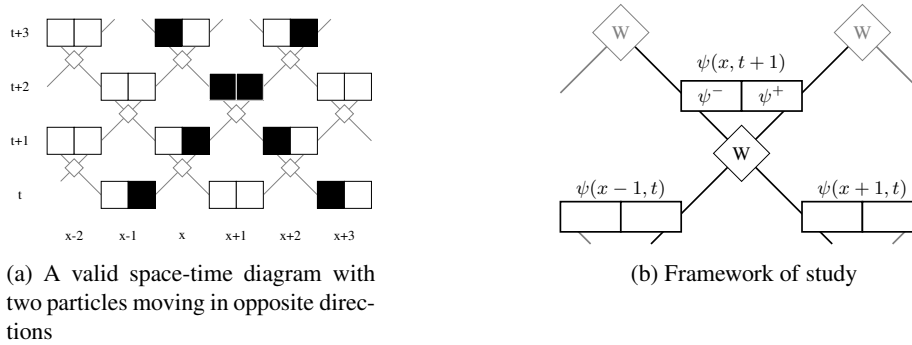 t+3
t+2
t+1
t
x-2 x-1 x x+1 x+2 x+3
(a) A valid space-time diagram with
two particles moving in opposite direc-
tions
W W
ψ(x, t + 1)
ψ⁻ ψ⁺
W
ψ(x − 1, t) ψ(x + 1, t)
(b) Framework of study